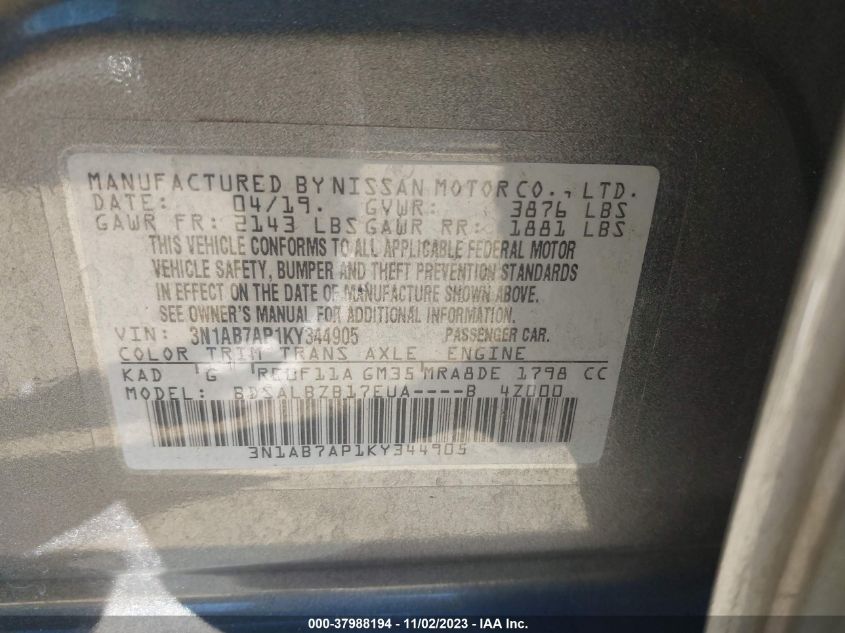 MANUFACTURED BY NISSAN MOTOR CO., LTD.
DATE: 04/19. GVWR: 3876 LBS
GAWR FR: 2143 LBS GAWR RR: 1881 LBS
THIS VEHICLE CONFORMS TO ALL APPLICABLE FEDERAL MOTOR
VEHICLE SAFETY, BUMPER AND THEFT PREVENTION STANDARDS
IN EFFECT ON THE DATE OF MANUFACTURE SHOWN ABOVE.
SEE OWNER'S MANUAL FOR ADDITIONAL INFORMATION.
VIN: 3N1AB7AP1KY344905 PASSENGER CAR.
COLOR TRIM TRANS AXLE ENGINE
KAD G RE0F11A GM35 MRA8DE 1798 CC
MODEL: BDSALBZB17EUA----B 4Z000
3N1AB7AP1KY344905
000-37988194 - 11/02/2023 - IAA Inc.